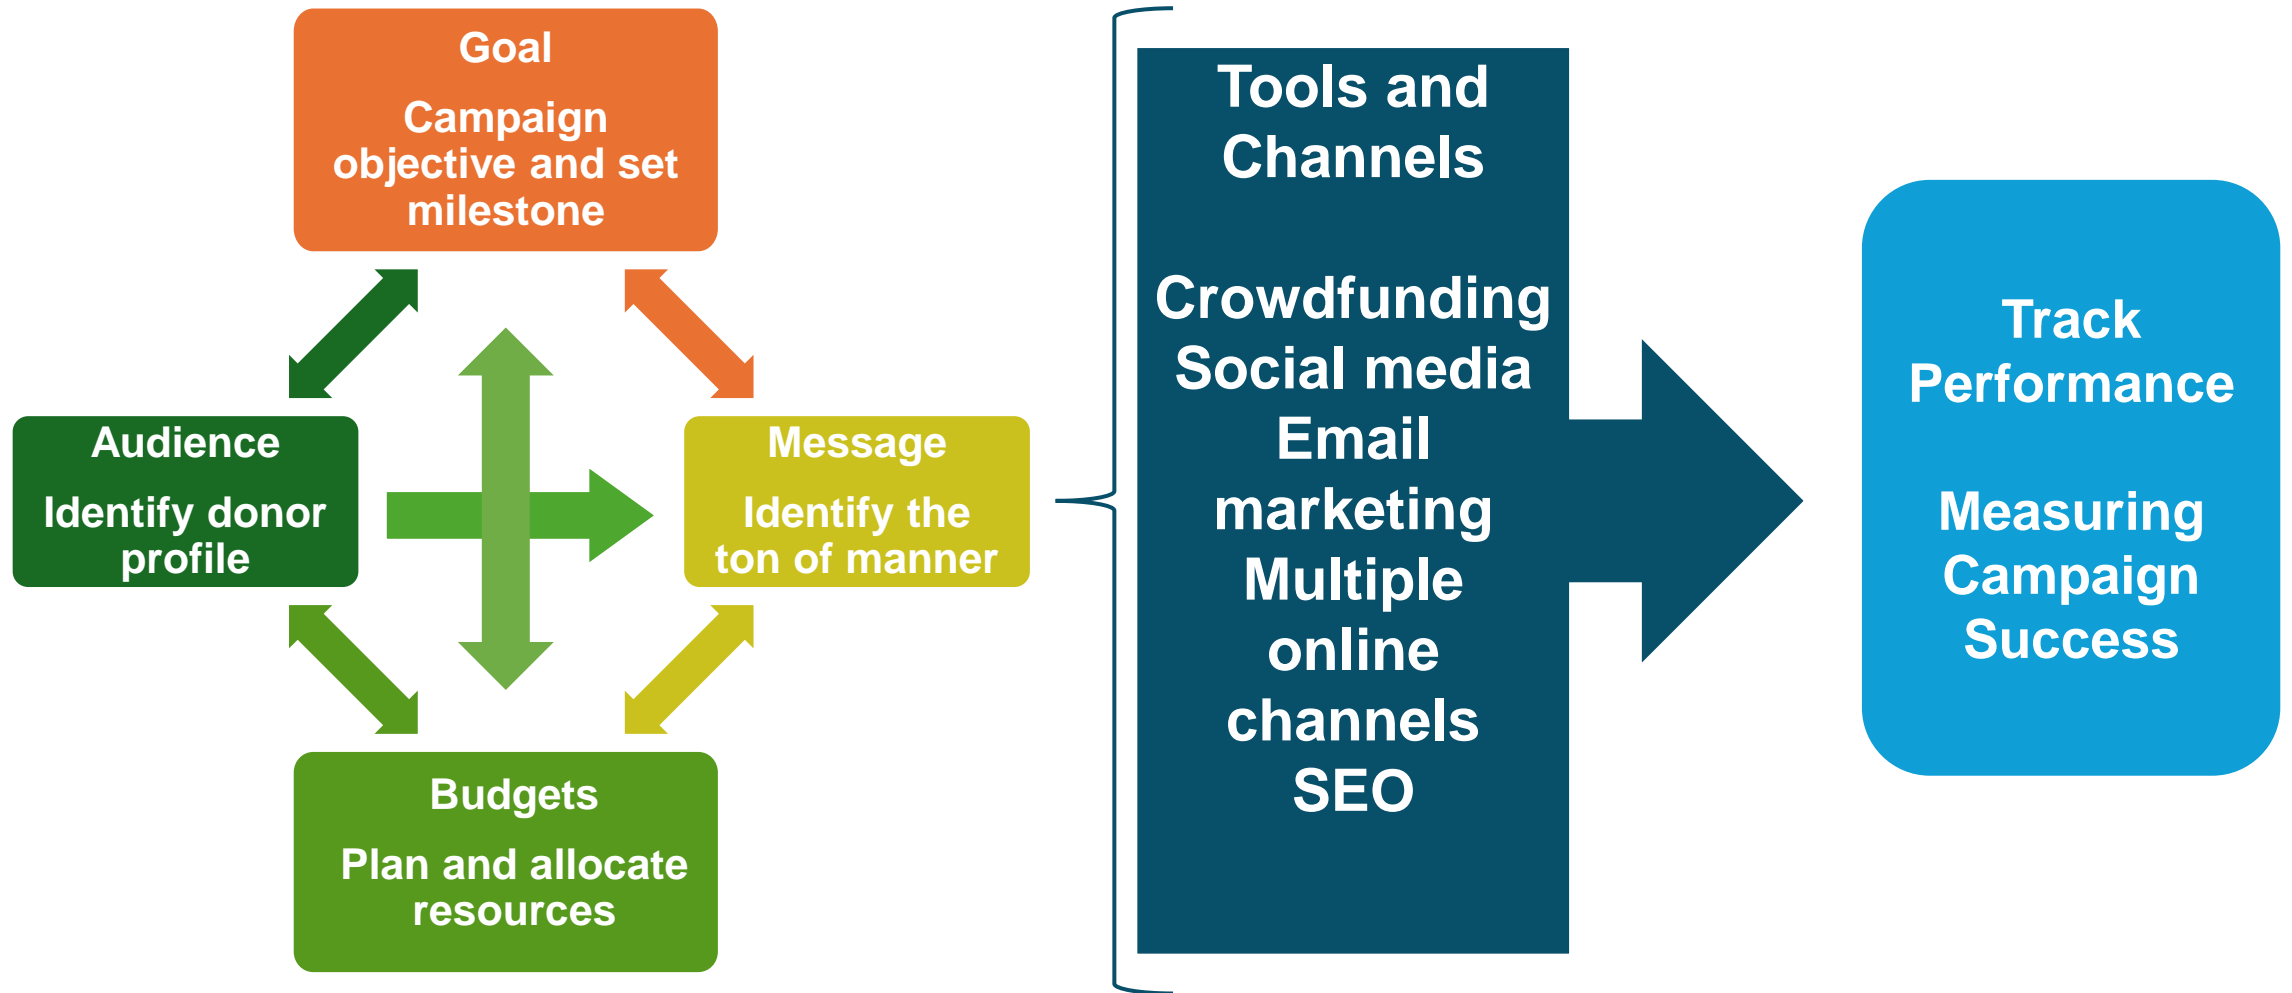 Goal
Campaign
objective and set
milestone
Audience
Identify donor
profile
Message
Identify the
ton of manner
Budgets
Plan and allocate
resources
Tools and
Channels
Crowdfunding
Social media
Email
marketing
Multiple
online
channels
SEO
Track
Performance
Measuring
Campaign
Success